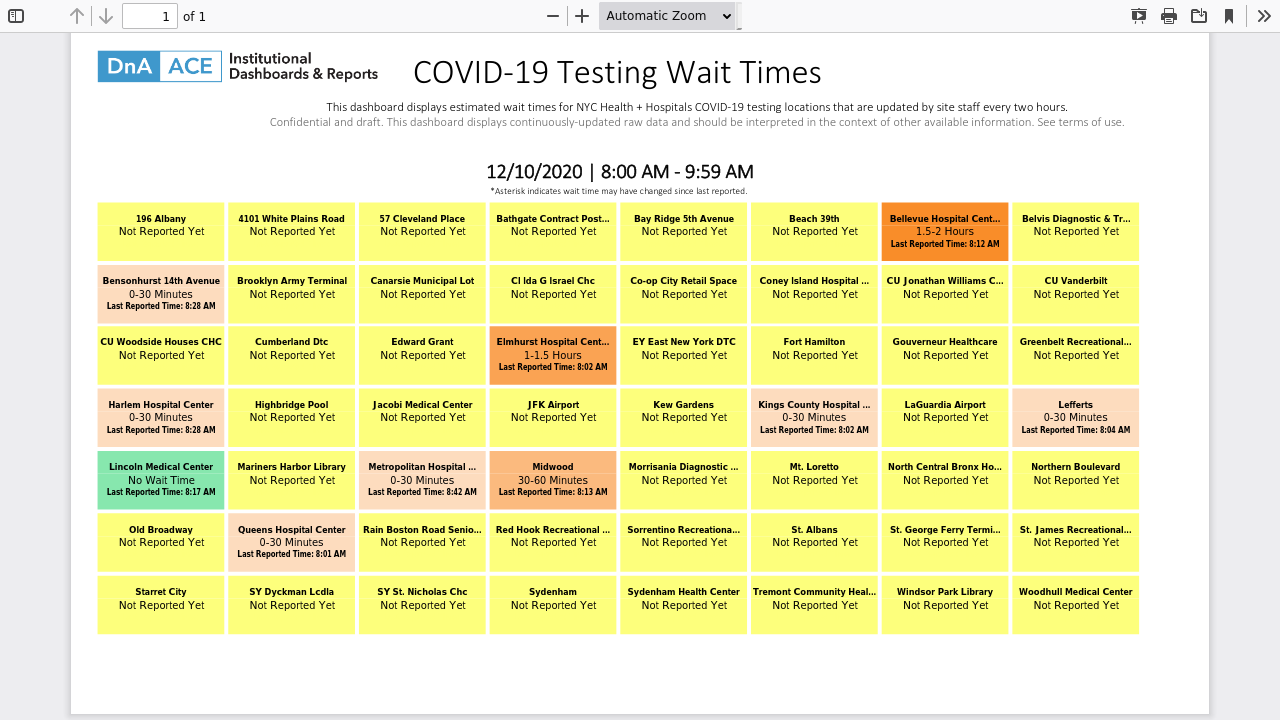 1 of 1 Automatic Zoom
DnA ACE Institutional Dashboards & Reports
COVID-19 Testing Wait Times
This dashboard displays estimated wait times for NYC Health + Hospitals COVID-19 testing locations that are updated by site staff every two hours.
Confidential and draft. This dashboard displays continuously-updated raw data and should be interpreted in the context of other available information. See terms of use.
12/10/2020 | 8:00 AM - 9:59 AM
*Asterisk indicates wait time may have changed since last reported.
196 Albany
Not Reported Yet
4101 White Plains Road
Not Reported Yet
57 Cleveland Place
Not Reported Yet
Bathgate Contract Post...
Not Reported Yet
Bay Ridge 5th Avenue
Not Reported Yet
Beach 39th
Not Reported Yet
Bellevue Hospital Cent...
1.5-2 Hours
Last Reported Time: 8:12 AM
Belvis Diagnostic & Tr...
Not Reported Yet
Bensonhurst 14th Avenue
0-30 Minutes
Last Reported Time: 8:28 AM
Brooklyn Army Terminal
Not Reported Yet
Canarsie Municipal Lot
Not Reported Yet
Cl Ida G Israel Chc
Not Reported Yet
Co-op City Retail Space
Not Reported Yet
Coney Island Hospital ...
Not Reported Yet
CU Jonathan Williams C...
Not Reported Yet
CU Vanderbilt
Not Reported Yet
CU Woodside Houses CHC
Not Reported Yet
Cumberland Dtc
Not Reported Yet
Edward Grant
Not Reported Yet
Elmhurst Hospital Cent...
1-1.5 Hours
Last Reported Time: 8:02 AM
EY East New York DTC
Not Reported Yet
Fort Hamilton
Not Reported Yet
Gouverneur Healthcare
Not Reported Yet
Greenbelt Recreational...
Not Reported Yet
Harlem Hospital Center
0-30 Minutes
Last Reported Time: 8:28 AM
Highbridge Pool
Not Reported Yet
Jacobi Medical Center
Not Reported Yet
JFK Airport
Not Reported Yet
Kew Gardens
Not Reported Yet
Kings County Hospital ...
0-30 Minutes
Last Reported Time: 8:02 AM
LaGuardia Airport
Not Reported Yet
Lefferts
0-30 Minutes
Last Reported Time: 8:04 AM
Lincoln Medical Center
No Wait Time
Last Reported Time: 8:17 AM
Mariners Harbor Library
Not Reported Yet
Metropolitan Hospital ...
0-30 Minutes
Last Reported Time: 8:42 AM
Midwood
30-60 Minutes
Last Reported Time: 8:13 AM
Morrisania Diagnostic ...
Not Reported Yet
Mt. Loretto
Not Reported Yet
North Central Bronx Ho...
Not Reported Yet
Northern Boulevard
Not Reported Yet
Old Broadway
Not Reported Yet
Queens Hospital Center
0-30 Minutes
Last Reported Time: 8:01 AM
Rain Boston Road Senio...
Not Reported Yet
Red Hook Recreational ...
Not Reported Yet
Sorrentino Recreationa...
Not Reported Yet
St. Albans
Not Reported Yet
St. George Ferry Termi...
Not Reported Yet
St. James Recreational...
Not Reported Yet
Starret City
Not Reported Yet
SY Dyckman Lcdla
Not Reported Yet
SY St. Nicholas Chc
Not Reported Yet
Sydenham
Not Reported Yet
Sydenham Health Center
Not Reported Yet
Tremont Community Heal...
Not Reported Yet
Windsor Park Library
Not Reported Yet
Woodhull Medical Center
Not Reported Yet